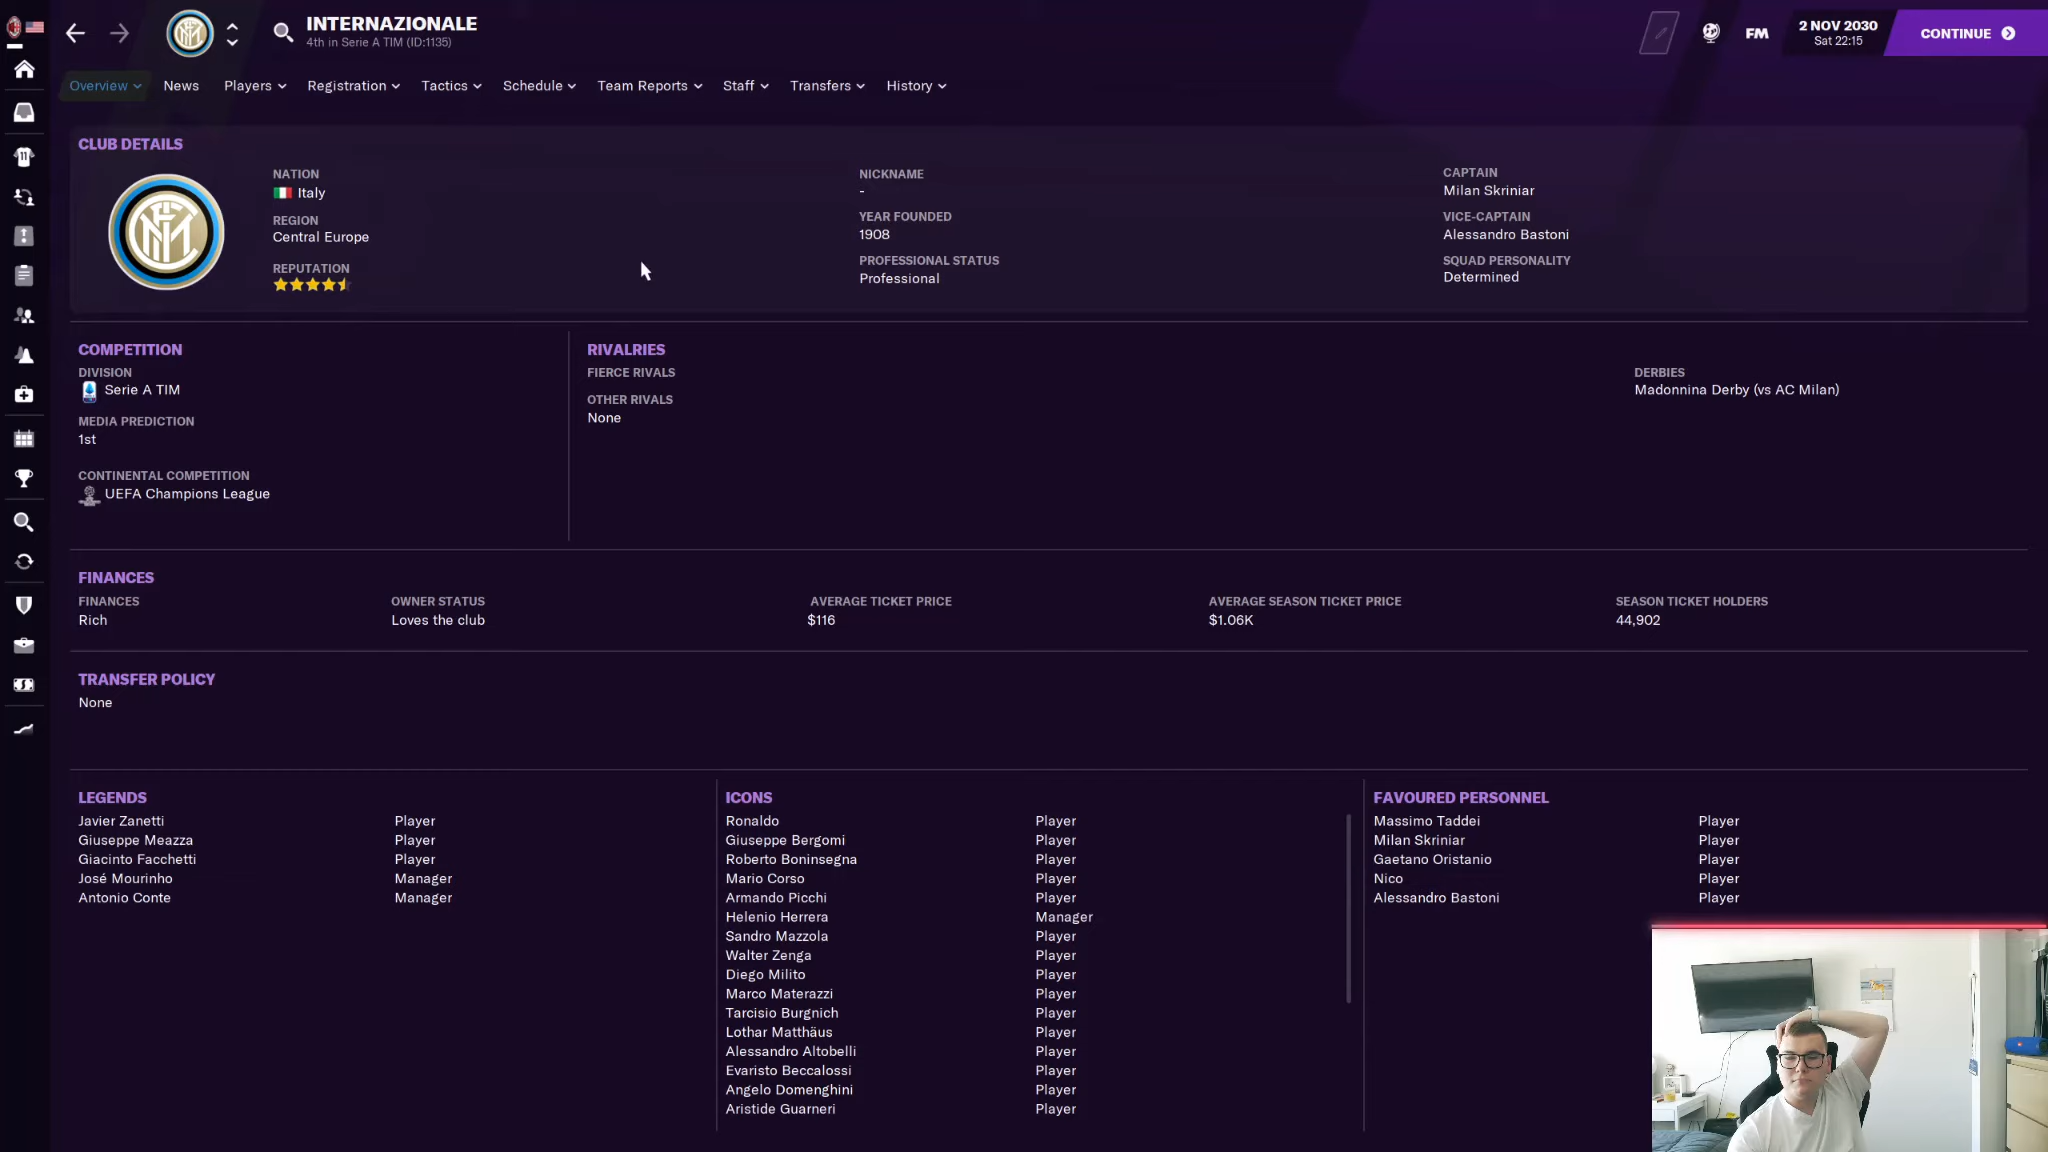 INTERNAZIONALE
4th in Serie A TIM (ID:1135)
FM
2 NOV 2030
Sat 22:15
CONTINUE
Overview
News
Players
Registration
Tactics
Schedule
Team Reports
Staff
Transfers
History
CLUB DETAILS
NATION
Italy
REGION
Central Europe
REPUTATION
NICKNAME
-
YEAR FOUNDED
1908
PROFESSIONAL STATUS
Professional
CAPTAIN
Milan Skriniar
VICE-CAPTAIN
Alessandro Bastoni
SQUAD PERSONALITY
Determined
COMPETITION
DIVISION
Serie A TIM
MEDIA PREDICTION
1st
CONTINENTAL COMPETITION
UEFA Champions League
RIVALRIES
FIERCE RIVALS
OTHER RIVALS
None
DERBIES
Madonnina Derby (vs AC Milan)
FINANCES
FINANCES
Rich
OWNER STATUS
Loves the club
AVERAGE TICKET PRICE
$116
AVERAGE SEASON TICKET PRICE
$1.06K
SEASON TICKET HOLDERS
44,902
TRANSFER POLICY
None
LEGENDS
Javier Zanetti Player
Giuseppe Meazza Player
Giacinto Facchetti Player
José Mourinho Manager
Antonio Conte Manager
ICONS
Ronaldo Player
Giuseppe Bergomi Player
Roberto Boninsegna Player
Mario Corso Player
Armando Picchi Player
Helenio Herrera Manager
Sandro Mazzola Player
Walter Zenga Player
Diego Milito Player
Marco Materazzi Player
Tarcisio Burgnich Player
Lothar Matthäus Player
Alessandro Altobelli Player
Evaristo Beccalossi Player
Angelo Domenghini Player
Aristide Guarneri Player
FAVOURED PERSONNEL
Massimo Taddei Player
Milan Skriniar Player
Gaetano Oristanio Player
Nico Player
Alessandro Bastoni Player